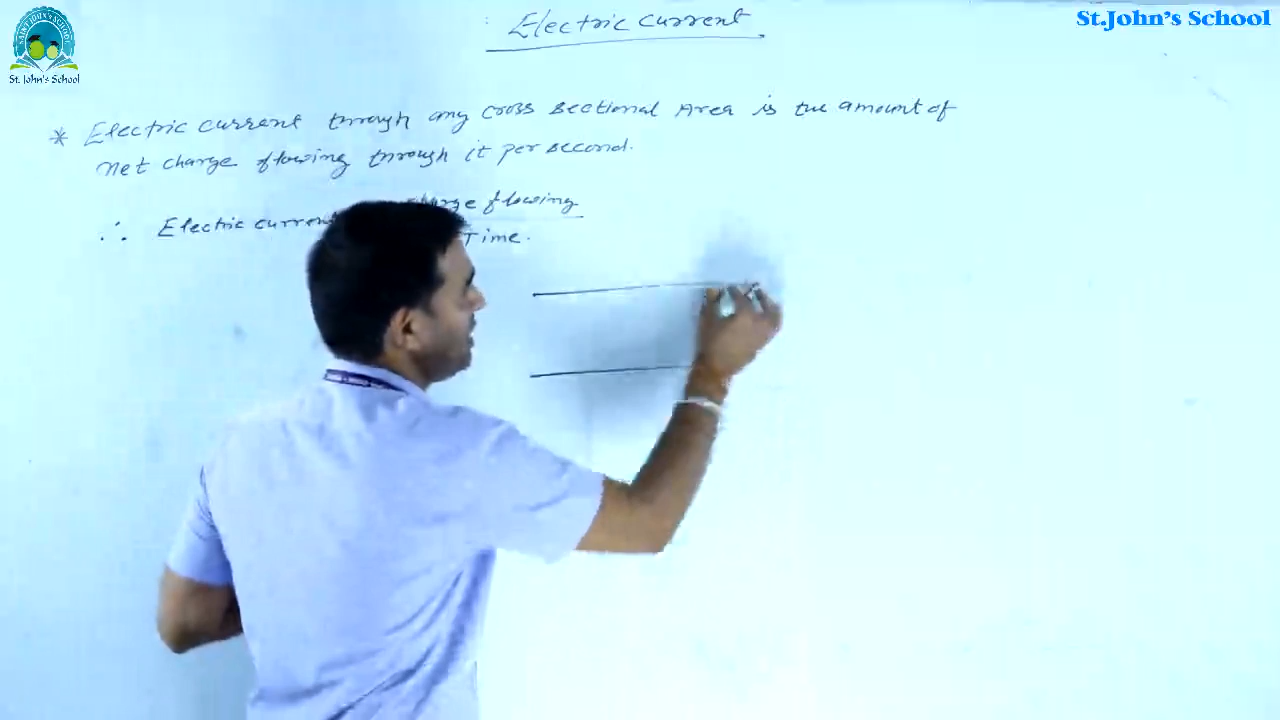 St. John's School
St.John's School
Electric current
* Electric current through any cross sectional Area is the amount of
net charge flowing through it per second.
∴ Electric current
charge flowing
Time.